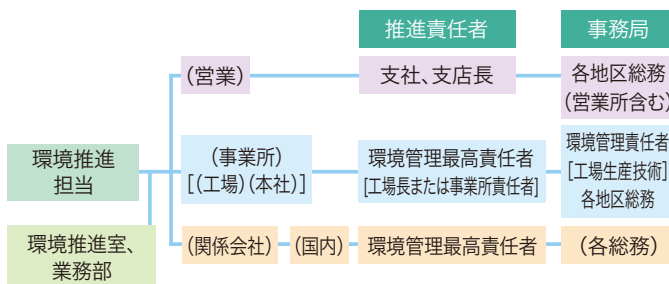 推進責任者
事務局
(営業)
支社、支店長
各地区総務
(営業所含む)
環境推進
担当
(事業所)
[(工場)(本社)]
環境管理最高責任者
[工場長または事業所責任者]
環境管理責任者
[工場生産技術]
各地区総務
環境推進室、
業務部
(関係会社)
(国内)
環境管理最高責任者
(各総務)